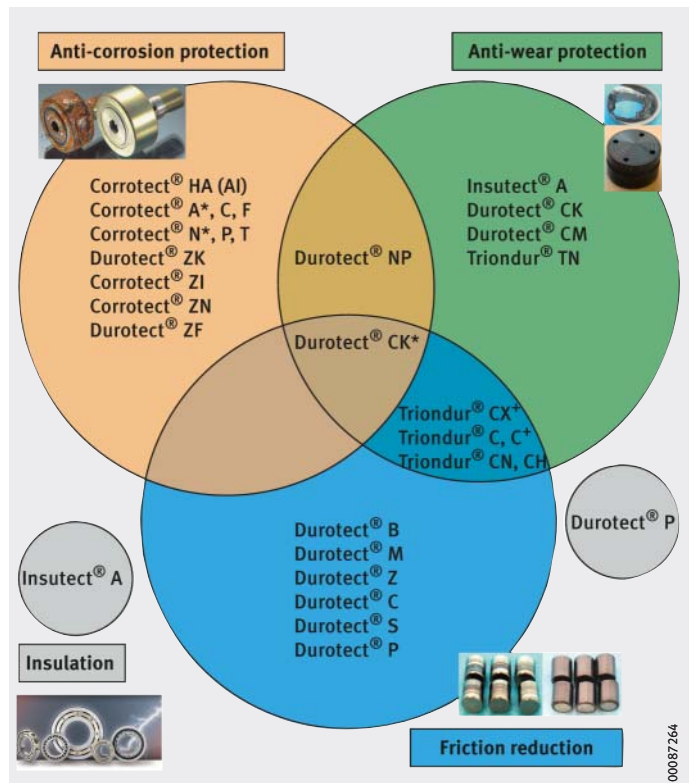 Anti-corrosion protection
Anti-wear protection
Corrotect® HA (AI)
Corrotect® A*, C, F
Corrotect® N*, P, T
Durotect® ZK
Corrotect® ZI
Corrotect® ZN
Durotect® ZF
Insutect® A
Durotect® CK
Durotect® CM
Triondur® TN
Durotect® NP
Durotect® CK*
Triondur® CX⁺
Triondur® C, C⁺
Triondur® CN, CH
Durotect® B
Durotect® M
Durotect® Z
Durotect® C
Durotect® S
Durotect® P
Durotect® P
Insutect® A
Insulation
Friction reduction
00087264